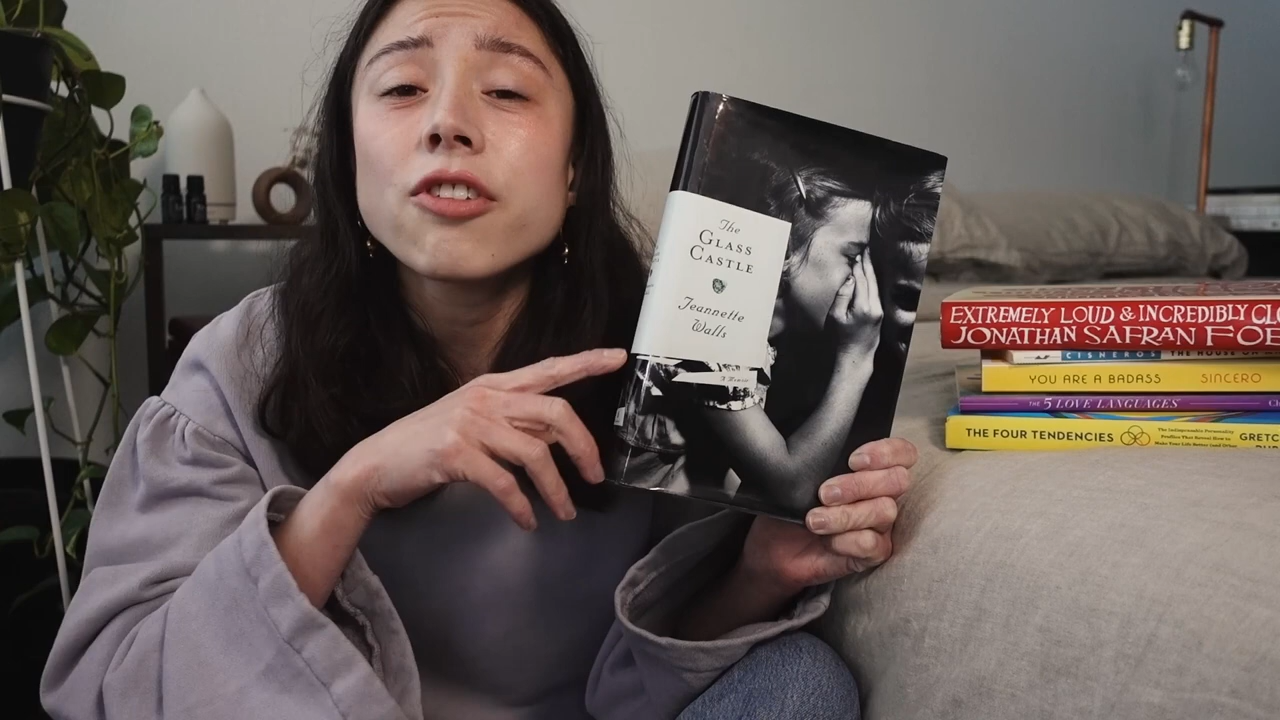 The
GLASS
CASTLE
Jeannette
Walls
A Memoir
EXTREMELY LOUD & INCREDIBLY CLO
JONATHAN SAFRAN FOE
CISNEROS THE HOUSE ON
YOU ARE A BADASS SINCERO
THE 5 LOVE LANGUAGES
THE FOUR TENDENCIES GRETC